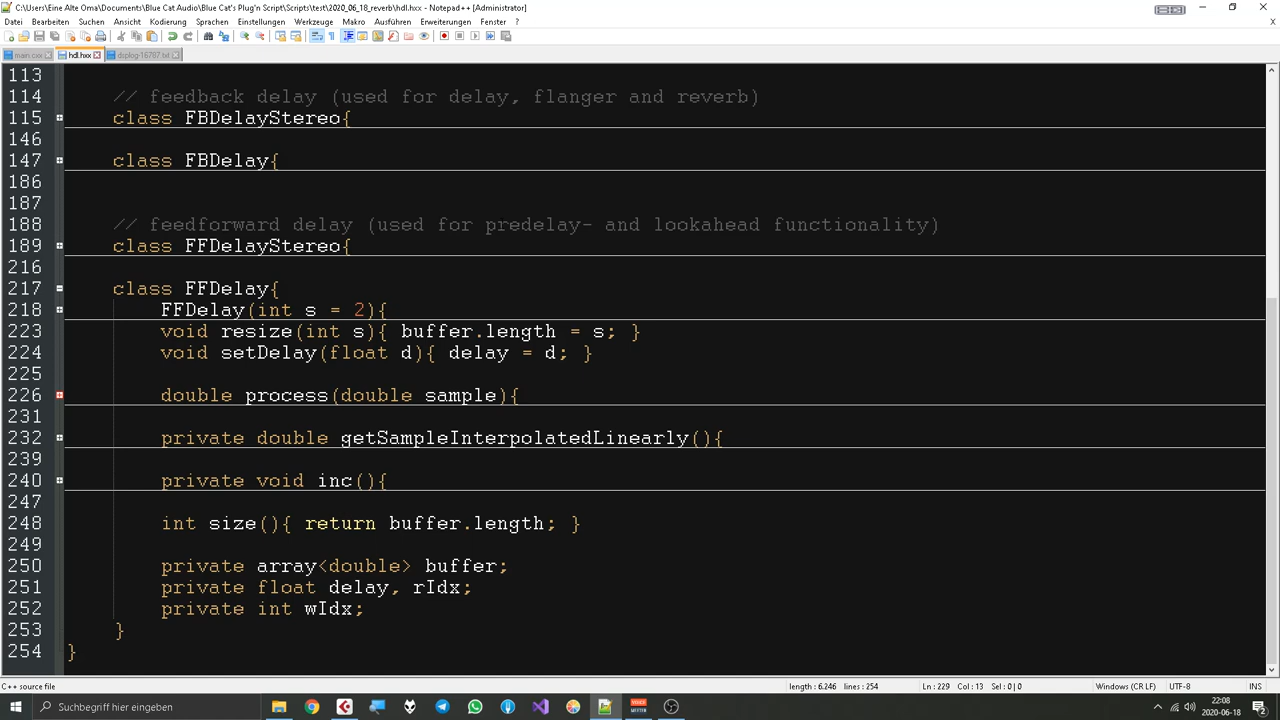 C:\Users\Eine Alte Oma\Documents\Blue Cat Audio\Blue Cat's Plug'n Script\Scripts\test\2020_06_18_reverb\hdl.hxx - Notepad++ [Administrator]
Datei Bearbeiten Suchen Ansicht Kodierung Sprachen Einstellungen Werkzeuge Makro Ausführen Erweiterungen Fenster ?
main.cxx hdl.hxx dsplog-16787.txt
113
114 // feedback delay (used for delay, flanger and reverb)
115 class FBDelayStereo{
146
147 class FBDelay{
186
187
188 // feedforward delay (used for predelay- and lookahead functionality)
189 class FFDelayStereo{
216
217 class FFDelay{
218 FFDelay(int s = 2){
223 void resize(int s){ buffer.length = s; }
224 void setDelay(float d){ delay = d; }
225
226 double process(double sample){
231
232 private double getSampleInterpolatedLinearly(){
239
240 private void inc(){
247
248 int size(){ return buffer.length; }
249
250 private array<double> buffer;
251 private float delay, rIdx;
252 private int wIdx;
253 }
254 }
C++ source file length : 6.246 lines : 254 Ln : 229 Col : 13 Sel : 0 | 0 Windows (CR LF) UTF-8 INS
Suchbegriff hier eingeben 22:08
2020-06-18